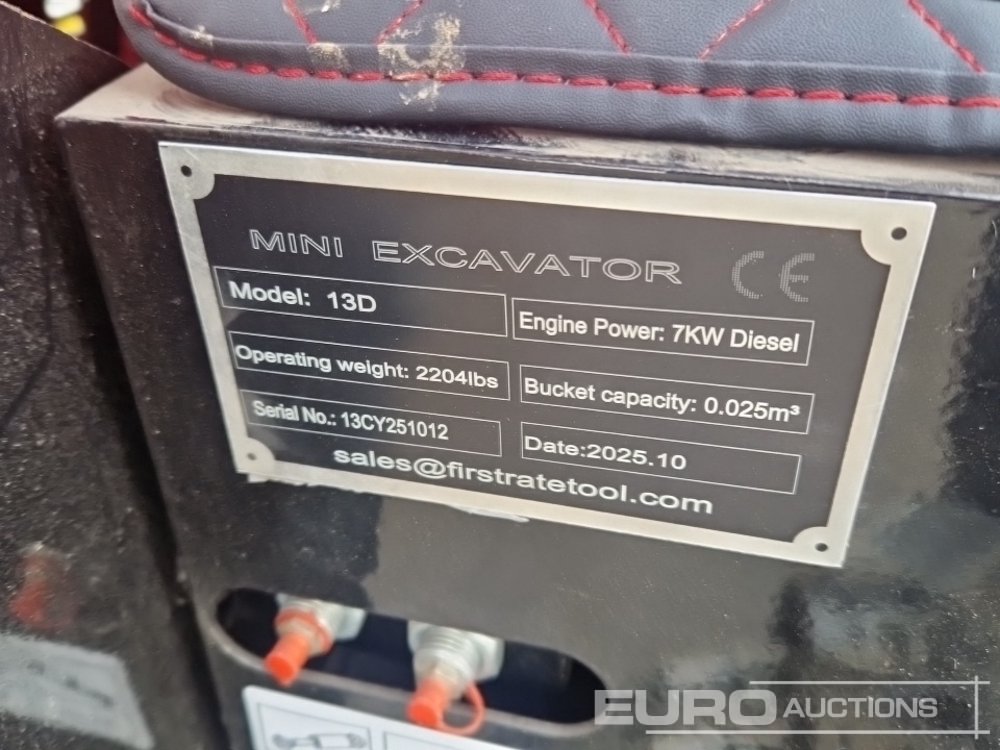 MINI EXCAVATOR CE
Model: 13D
Engine Power: 7KW Diesel
Operating weight: 2204lbs
Bucket capacity: 0.025m³
Serial No.: 13CY251012
Date:2025.10
sales@firstratetool.com
EURO AUCTIONS